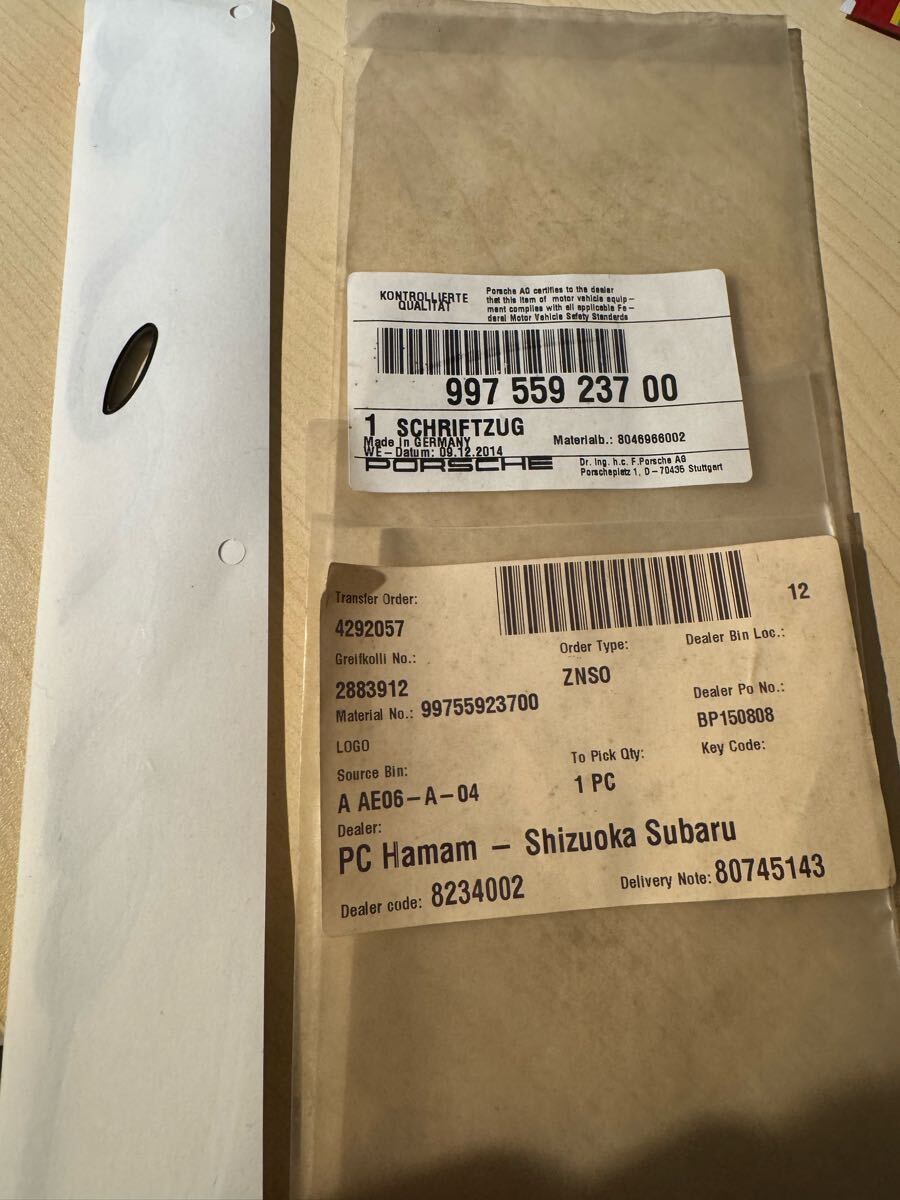 KONTROLLIERTE
QUALITÄT
Porsche AG certifies to the dealer
that this item of motor vehicle equip-
ment complies with all applicable Fe-
deral Motor Vehicle Safety Standards
997 559 237 00
1 SCHRIFTZUG
Made in GERMANY
Materialb.: 8046966002
WE-Datum: 09.12.2014
PORSCHE
Dr. Ing. h.c. F.Porsche AG
Porscheplatz 1, D-70435 Stuttgart
12
Transfer Order:
4292057
Order Type:
Dealer Bin Loc.:
Greifkolli No.:
2883912
ZNSO
Material No.: 99755923700
Dealer Po No.:
BP150808
LOGO
To Pick Qty:
Key Code:
Source Bin:
A AE06-A-04
1 PC
Dealer:
PC Hamam - Shizuoka Subaru
Dealer code: 8234002
Delivery Note: 80745143